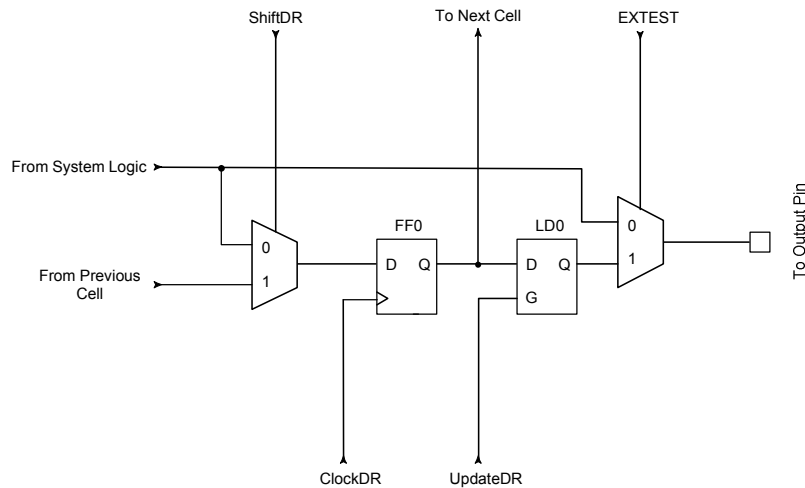 ShiftDR
To Next Cell
EXTEST
From System Logic
To Output Pin
FF0
LD0
0
0
D
Q
D
Q
1
From Previous
Cell
1
G
ClockDR
UpdateDR